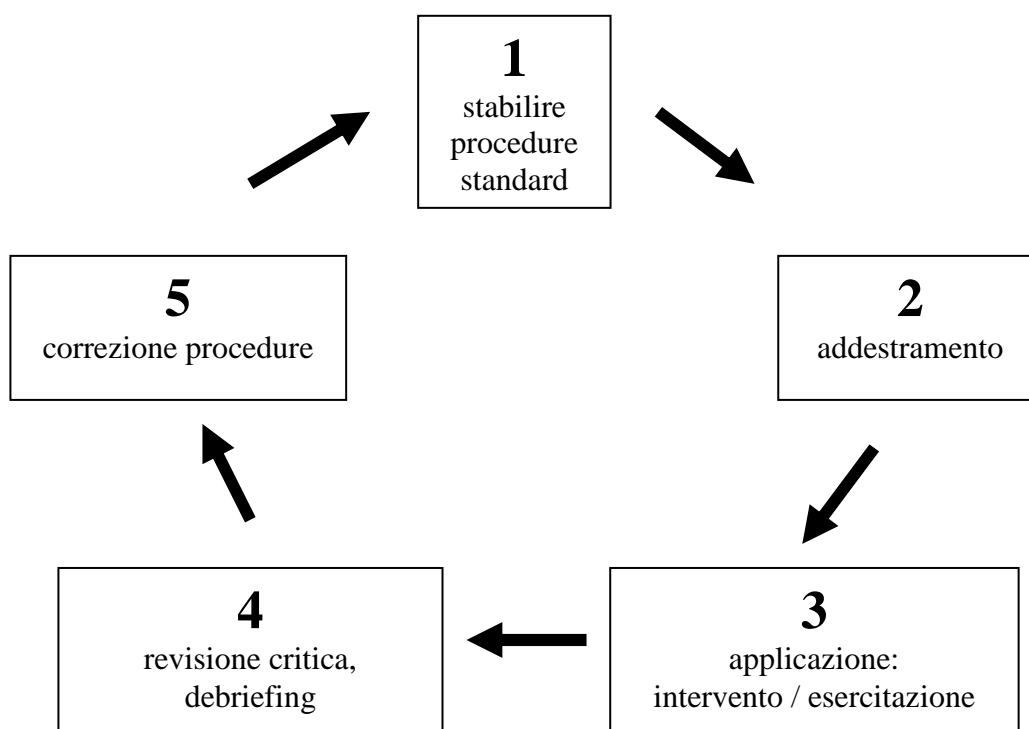 1
stabilire
procedure
standard
2
addestramento
3
applicazione:
intervento / esercitazione
4
revisione critica,
debriefing
5
correzione procedure